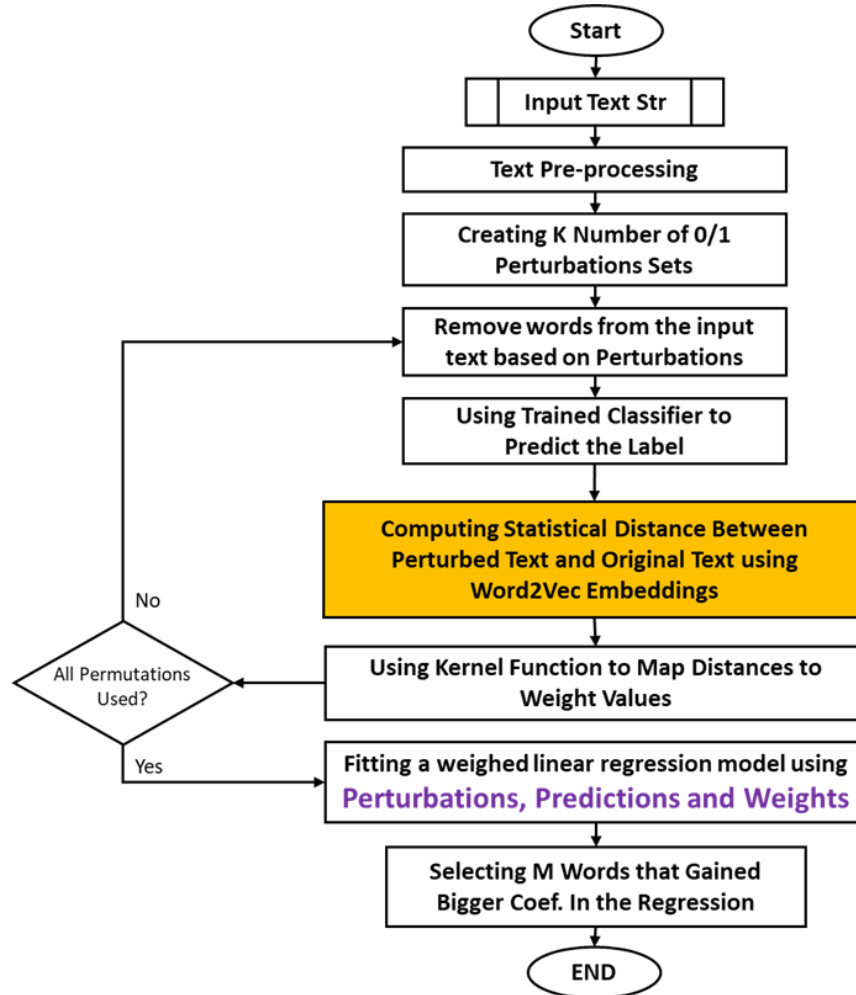 Start
Input Text Str
Text Pre-processing
Creating K Number of 0/1
Perturbations Sets
Remove words from the input
text based on Perturbations
Using Trained Classifier to
Predict the Label
Computing Statistical Distance Between
Perturbed Text and Original Text using
Word2Vec Embeddings
Using Kernel Function to Map Distances to
Weight Values
All Permutations
Used?
No
Yes
Fitting a weighed linear regression model using
Perturbations, Predictions and Weights
Selecting M Words that Gained
Bigger Coef. In the Regression
END